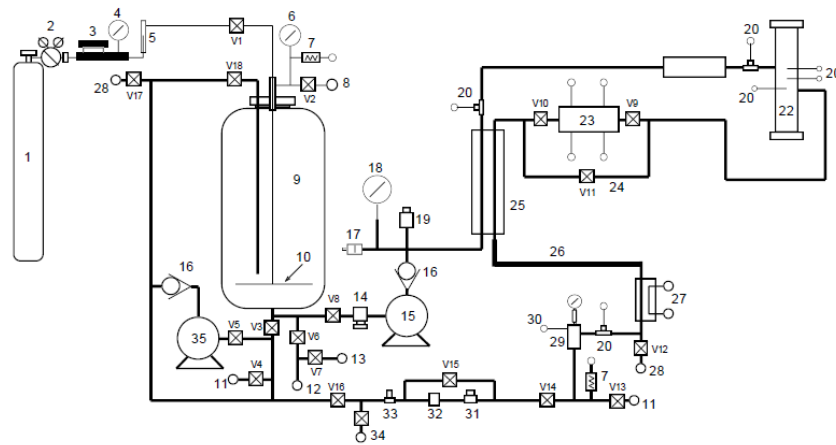 4
2 3 6
5 V1 20
7
28 V18 8 20
V17 V2 20 22
20 V10 23 V9
1 9 18 V11 24
19 25
17
10 26
16 16
V8 14 30 27
35 V5 V3 V6 15 29 20
V12
V4 13 V15 7 28
11 V7
12 V16 V14 V13 11
33 32 31
34